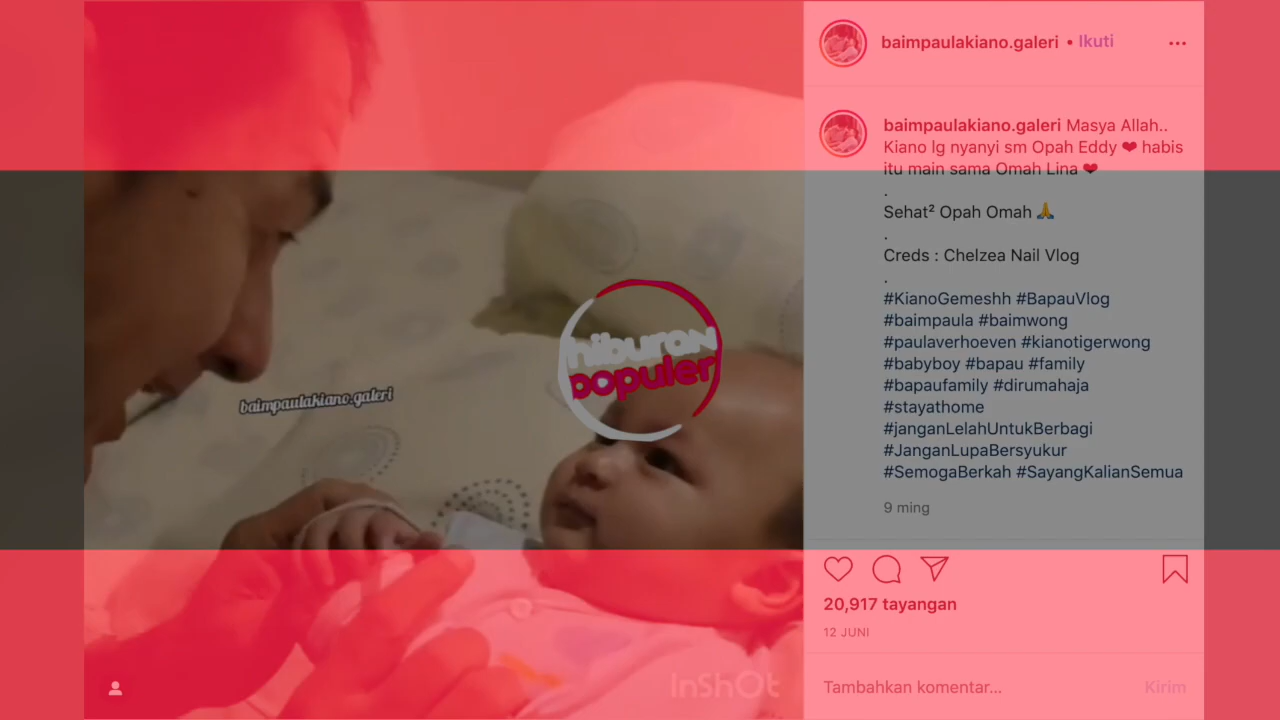 baimpaulakiano.galeri • Ikuti
baimpaulakiano.galeri Masya Allah..
Kiano lg nyanyi sm Opah Eddy ❤ habis
itu main sama Omah Lina ❤
.
Sehat² Opah Omah 🙏
.
Creds : Chelzea Nail Vlog
.
#KianoGemeshh #BapauVlog
#baimpaula #baimwong
#paulaverhoeven #kianotigerwong
#babyboy #bapau #family
#bapaufamily #dirumahaja
#stayathome
#janganLelahUntukBerbagi
#JanganLupaBersyukur
#SemogaBerkah #SayangKalianSemua
9 ming
20,917 tayangan
12 JUNI
Tambahkan komentar...
Kirim
hiburan
populer
baimpaulakiano.galeri
InShOt